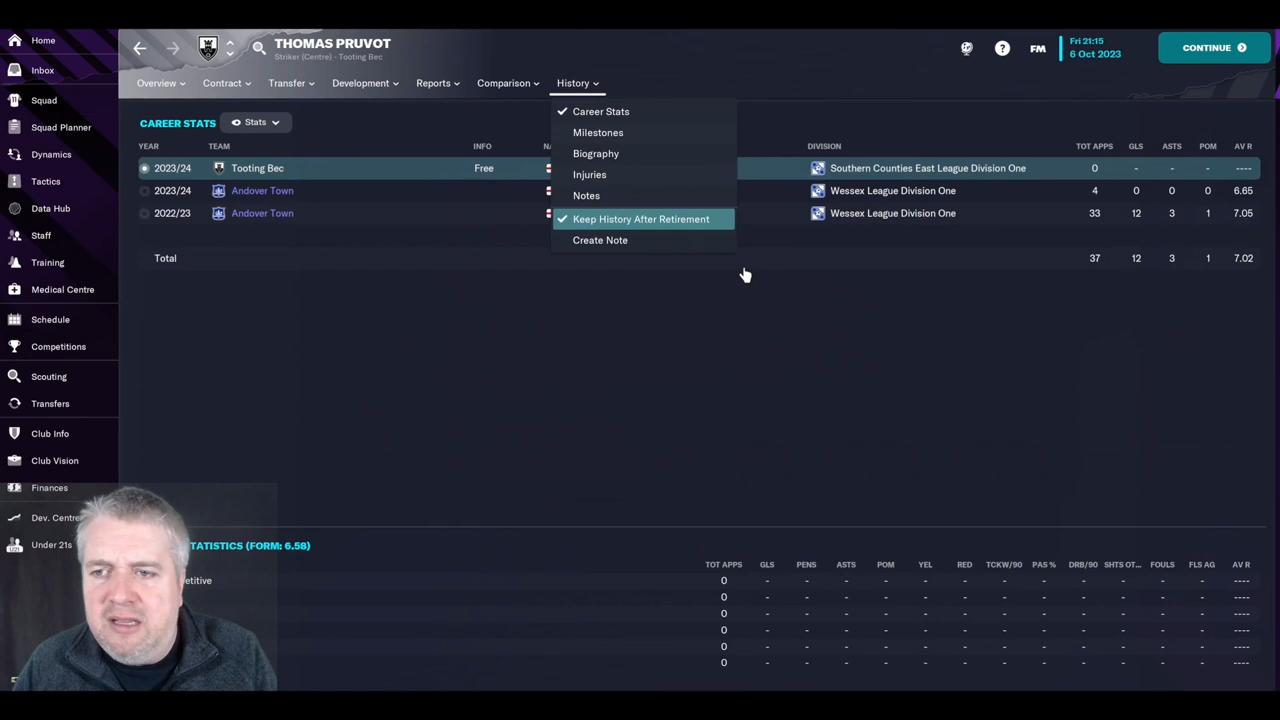 Home
Inbox
Squad
Squad Planner
Dynamics
Tactics
Data Hub
Staff
Training
Medical Centre
Schedule
Competitions
Scouting
Transfers
Club Info
Club Vision
Finances
Dev. Centre
Under 21s
U21
THOMAS PRUVOT
Striker (Centre) - Tooting Bec
FM
Fri 21:15
6 Oct 2023
CONTINUE
Overview Contract Transfer Development Reports Comparison History
Career Stats
Milestones
Biography
Injuries
Notes
Keep History After Retirement
Create Note
CAREER STATS Stats
YEAR TEAM INFO DIVISION TOT APPS GLS ASTS POM AV R
2023/24 Tooting Bec Free Southern Counties East League Division One 0 - - - ----
2023/24 Andover Town Wessex League Division One 4 0 0 0 6.65
2022/23 Andover Town Wessex League Division One 33 12 3 1 7.05
Total 37 12 3 1 7.02
TATISTICS (FORM: 6.58)
TOT APPS GLS PENS ASTS POM YEL RED TCKW/90 PAS % DRB/90 SHTS OT... FOULS FLS AG AV R
etitive 0 - - - - - - - - - - - - ----
0 - - - - - - - - - - - - ----
0 - - - - - - - - - - - - ----
0 - - - - - - - - - - - - ----
0 - - - - - - - - - - - - ----
0 - - - - - - - - - - - - ----